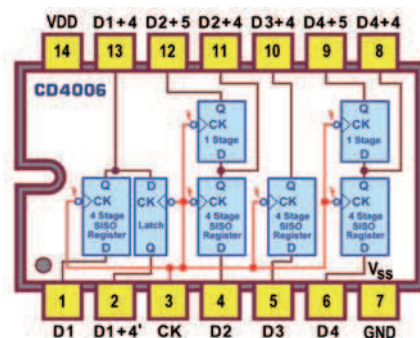 VDD D1+4 D2+5 D2+4 D3+4 D4+5 D4+4
14 13 12 11 10 9 8
CD4006
Q Q
CK CK
1 Stage 1 Stage
D D
Q D Q Q Q
CK CK CK CK CK
4 Stage SISO Register
Latch
4 Stage SISO Register
4 Stage SISO Register
4 Stage SISO Register
D Q D D D
VSS
1 2 3 4 5 6 7
D1 D1+4' CK D2 D3 D4 GND